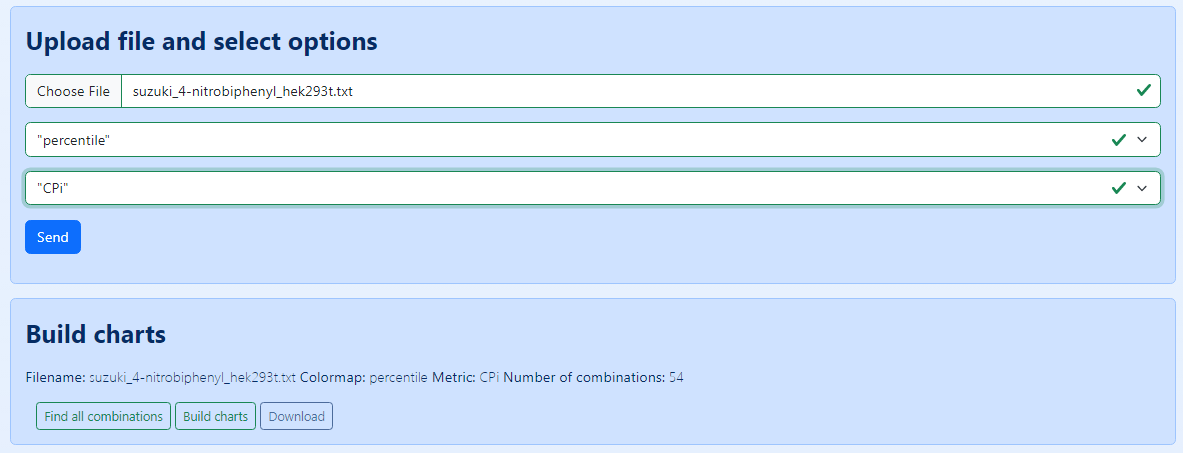 Upload file and select options
Choose File suzuki_4-nitrobiphenyl_hek293t.txt
"percentile"
"CPi"
Send
Build charts
Filename: suzuki_4-nitrobiphenyl_hek293t.txt Colormap: percentile Metric: CPi Number of combinations: 54
Find all combinations Build charts Download